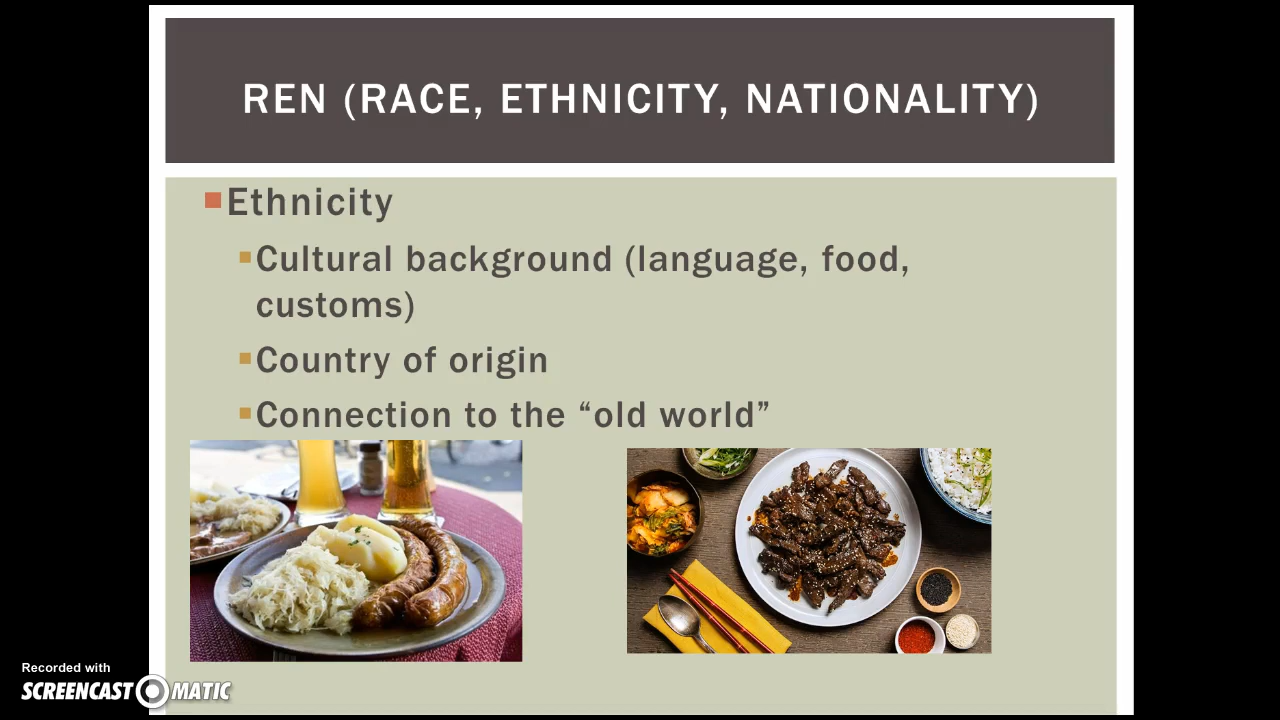 REN (RACE, ETHNICITY, NATIONALITY)
Ethnicity
Cultural background (language, food,
customs)
Country of origin
Connection to the “old world”
Recorded with
SCREENCAST MATIC